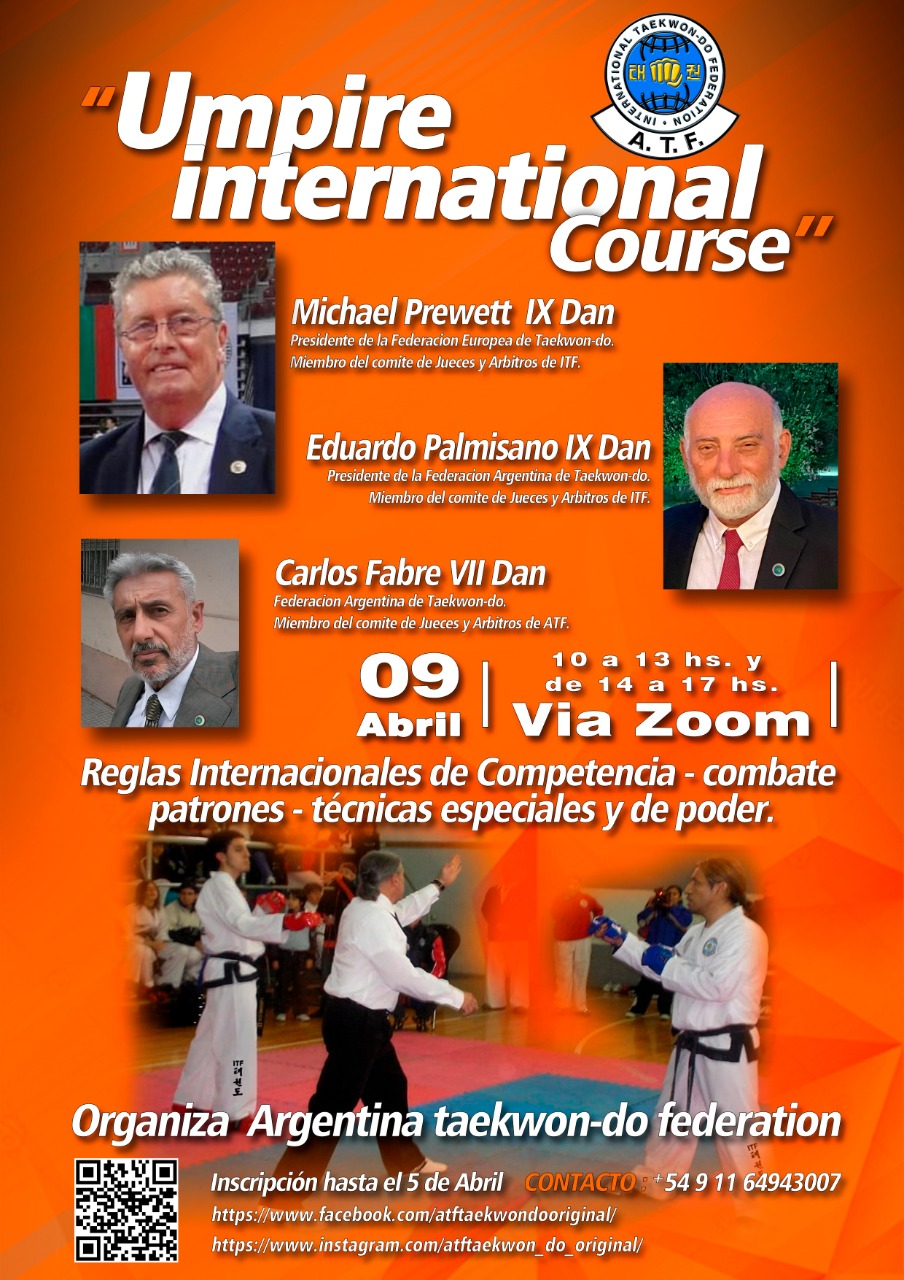 INTERNATIONAL TAEKWON-DO FEDERATION
태 권
A. T. F.
"Umpire
international
Course"
Michael Prewett IX Dan
Presidente de la Federacion Europea de Taekwon-do.
Miembro del comite de Jueces y Arbitros de ITF.
Eduardo Palmisano IX Dan
Presidente de la Federacion Argentina de Taekwon-do.
Miembro del comite de Jueces y Arbitros de ITF.
Carlos Fabre VII Dan
Federacion Argentina de Taekwon-do.
Miembro del comite de Jueces y Arbitros de ATF.
09
Abril
10 a 13 hs. y
de 14 a 17 hs.
Via Zoom
Reglas Internacionales de Competencia - combate
patrones - técnicas especiales y de poder.
ITF
태권도
Organiza Argentina taekwon-do federation
Inscripción hasta el 5 de Abril CONTACTO : +54 9 11 64943007
https://www.facebook.com/atftaekwondooriginal/
https://www.instagram.com/atftaekwon_do_original/